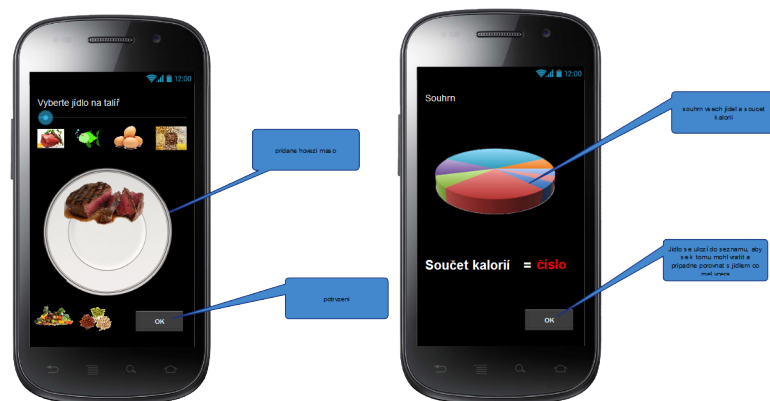 12:00
Vyberte jídlo na talíř
pridane hovezi maso
potvrzeni
OK
12:00
Souhrn
souhrn vsech jidel a soucet
kalorii
Součet kalorií = číslo
Jidlo se ulozi do seznamu, aby
se k tomu mohl vratit a
pripadne porovnat s jidlem co
mel vcera
OK